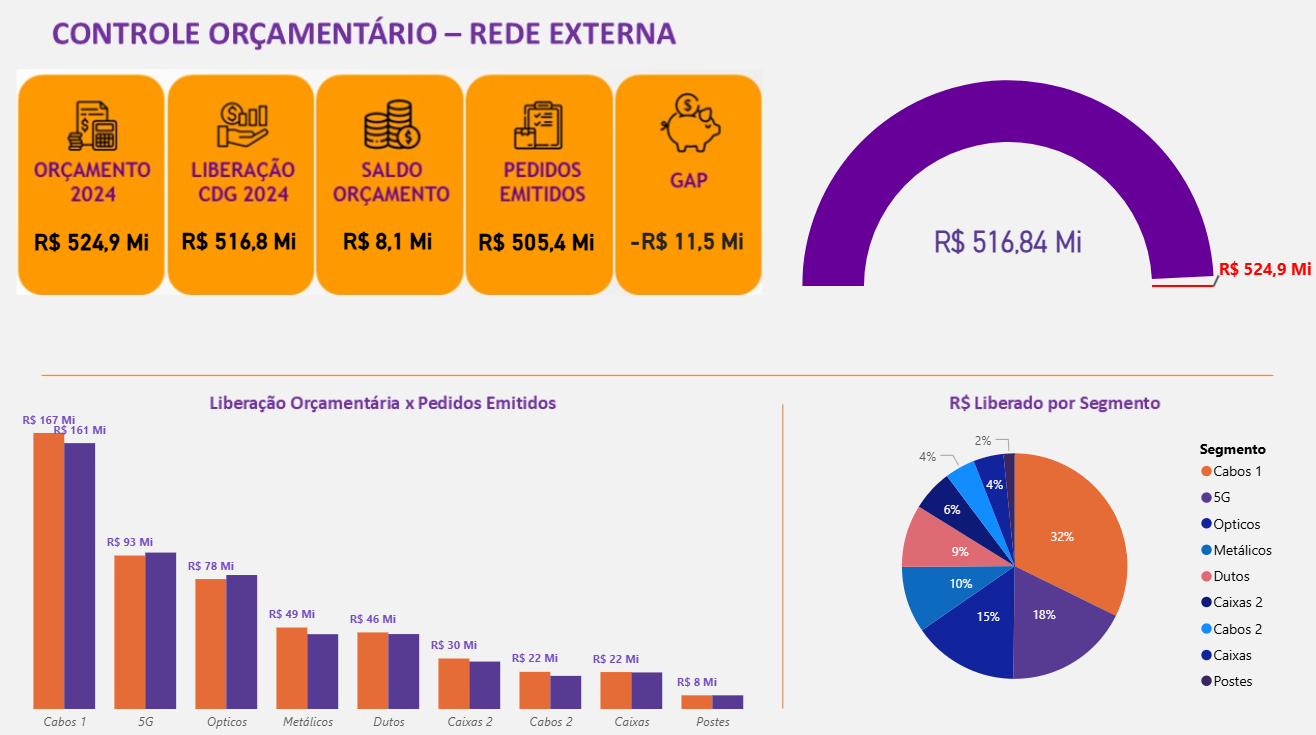 CONTROLE ORÇAMENTÁRIO – REDE EXTERNA
ORÇAMENTO
2024
R$ 524,9 Mi
LIBERAÇÃO
CDG 2024
R$ 516,8 Mi
SALDO
ORÇAMENTO
R$ 8,1 Mi
PEDIDOS
EMITIDOS
R$ 505,4 Mi
GAP
-R$ 11,5 Mi
R$ 516,84 Mi
R$ 524,9 Mi
Liberação Orçamentária x Pedidos Emitidos
R$ 167 Mi
R$ 161 Mi
R$ 93 Mi
R$ 78 Mi
R$ 49 Mi
R$ 46 Mi
R$ 30 Mi
R$ 22 Mi
R$ 22 Mi
R$ 8 Mi
Cabos 1
5G
Opticos
Metálicos
Dutos
Caixas 2
Cabos 2
Caixas
Postes
R$ Liberado por Segmento
32%
18%
15%
10%
9%
6%
4%
4%
2%
Segmento
Cabos 1
5G
Opticos
Metálicos
Dutos
Caixas 2
Cabos 2
Caixas
Postes